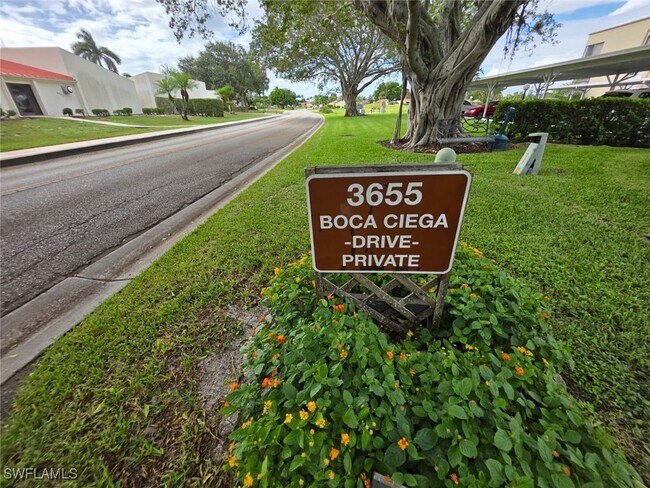 3655
BOCA CIEGA
-DRIVE-
PRIVATE
SWFLAMLS